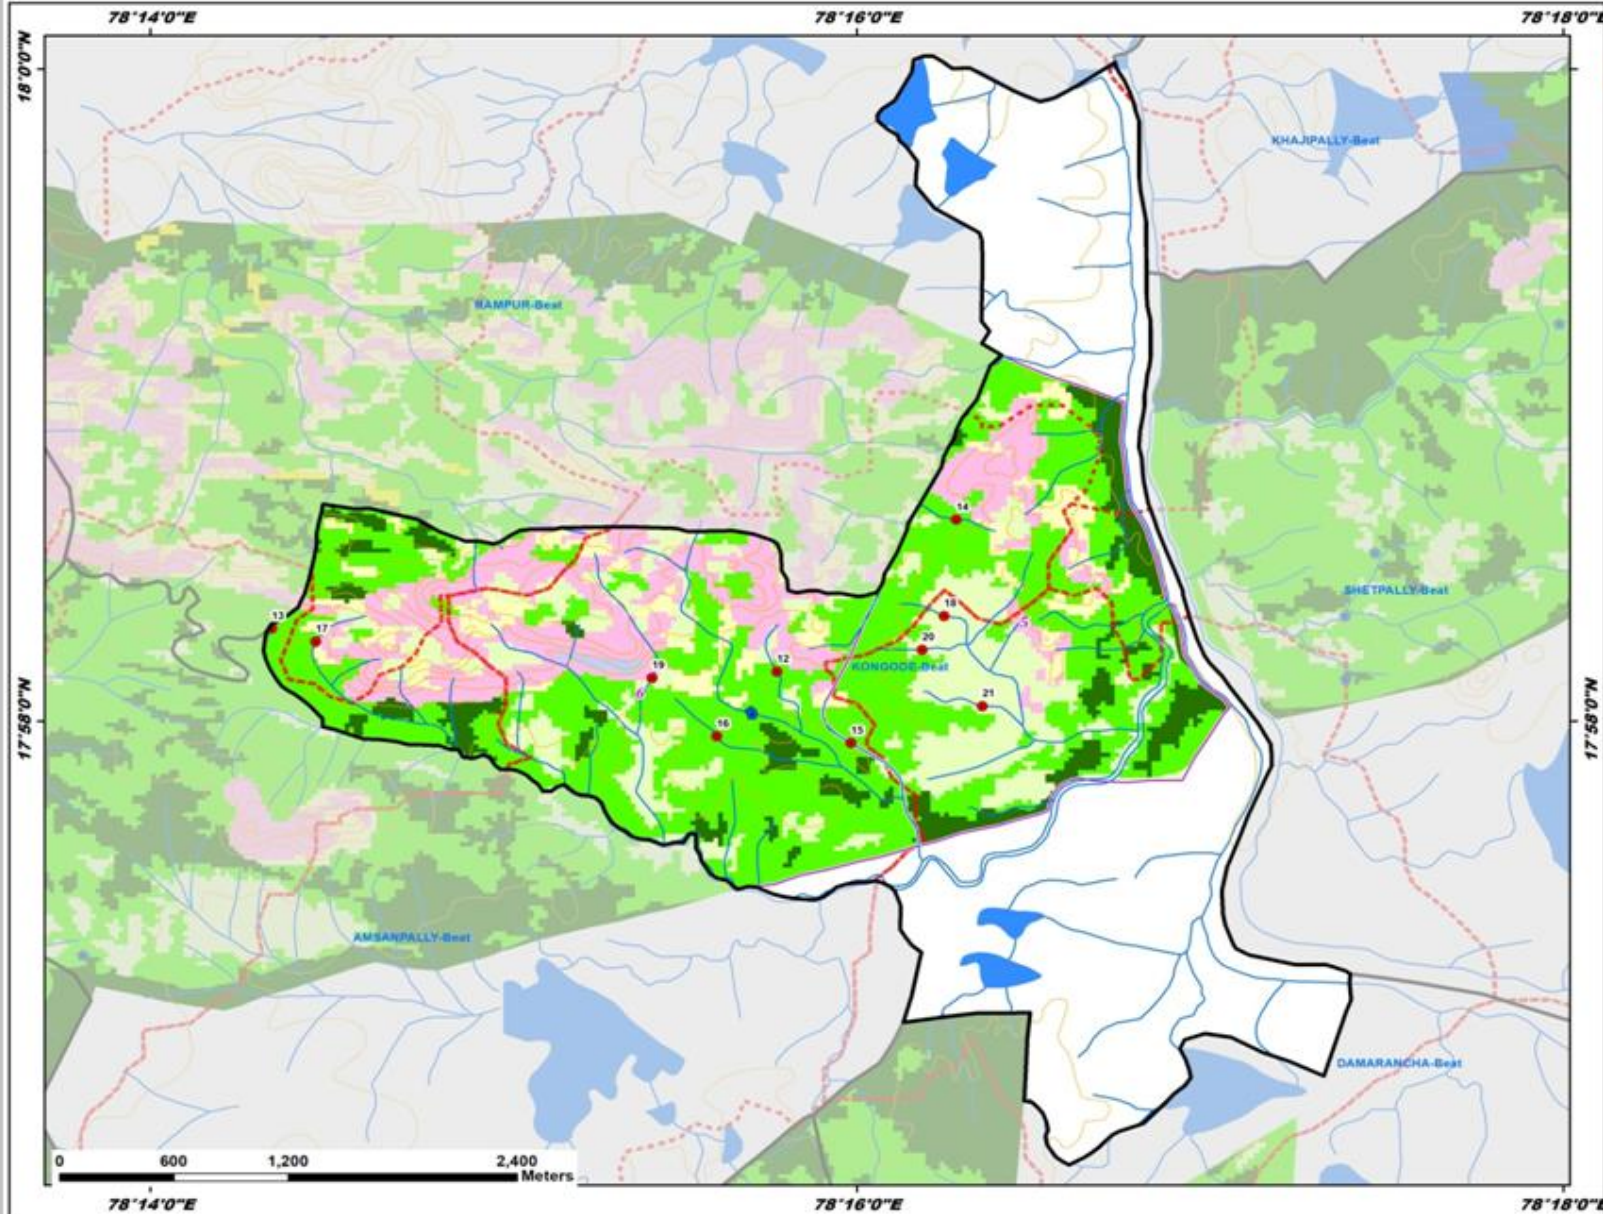 78°14'0"E 78°16'0"E 78°18'0"E
18°0'0"N
KHAJIPALLY-Beat
RAMPUR-Beat
14
SHETPALLY-Beat
13
18
5
17
20
12
19
KONGODE-Beat
6
21
16
15
17°58'0"N 17°58'0"N
AMSANPALLY-Beat
DAMARANCHA-Beat
0 600 1,200 2,400
Meters
78°14'0"E 78°16'0"E 78°18'0"E